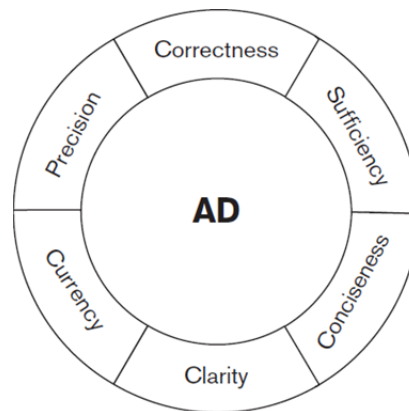 Correctness
Sufficiency
Conciseness
Clarity
Currency
Precision
AD